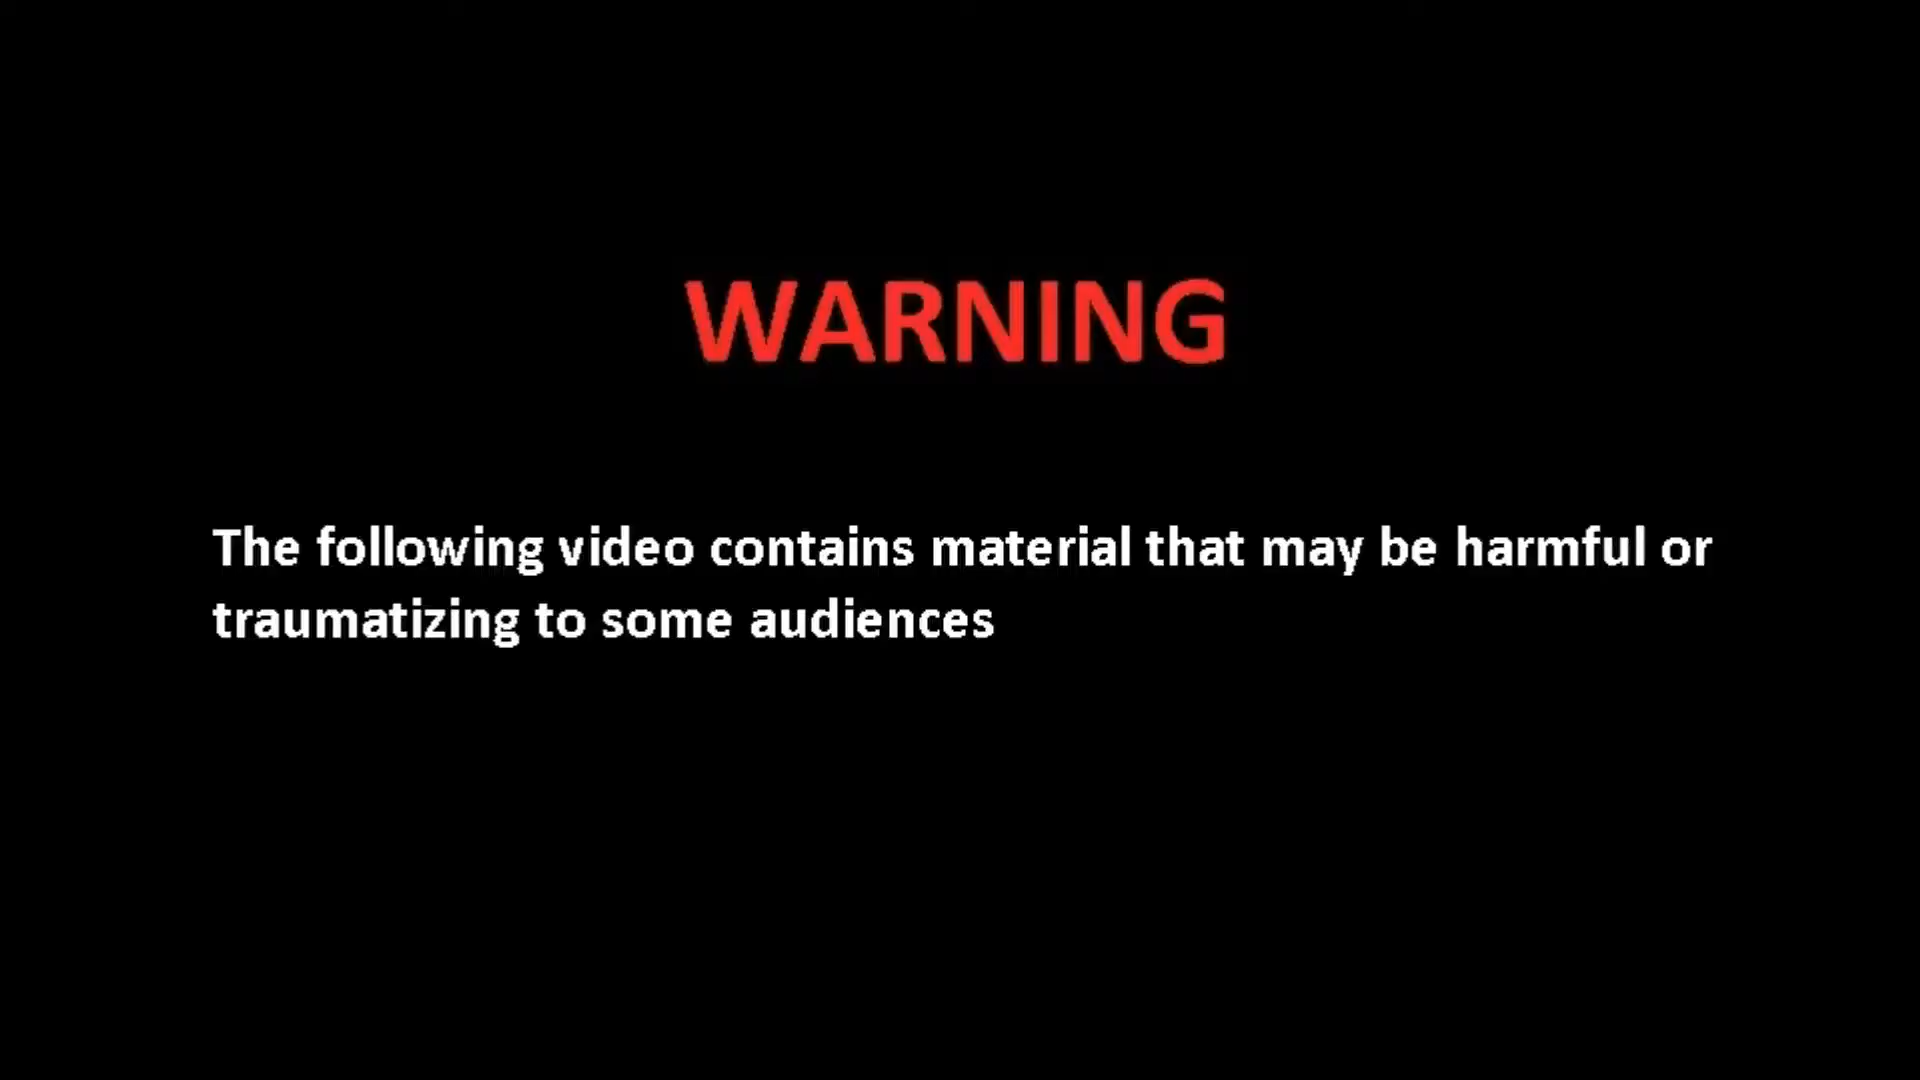 WARNING
The following video contains material that may be harmful or
traumatizing to some audiences